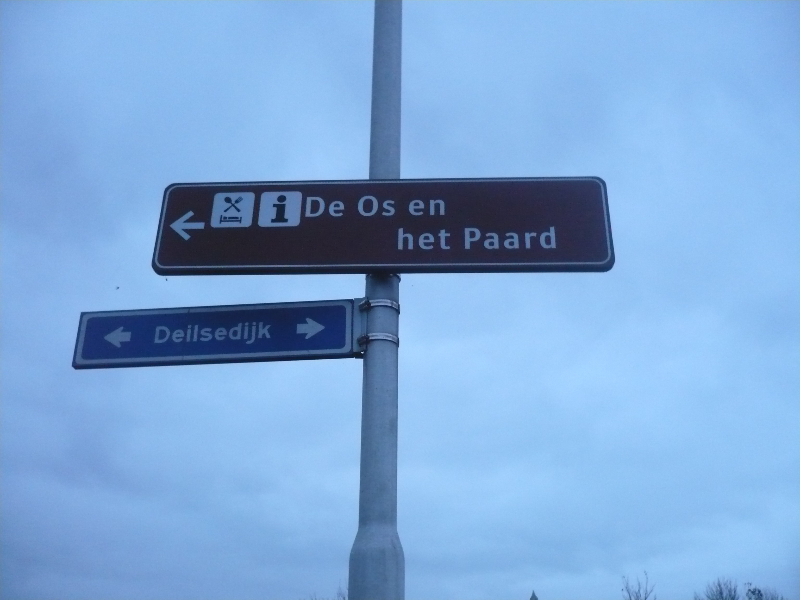 De Os en
het Paard
Deilsedijk